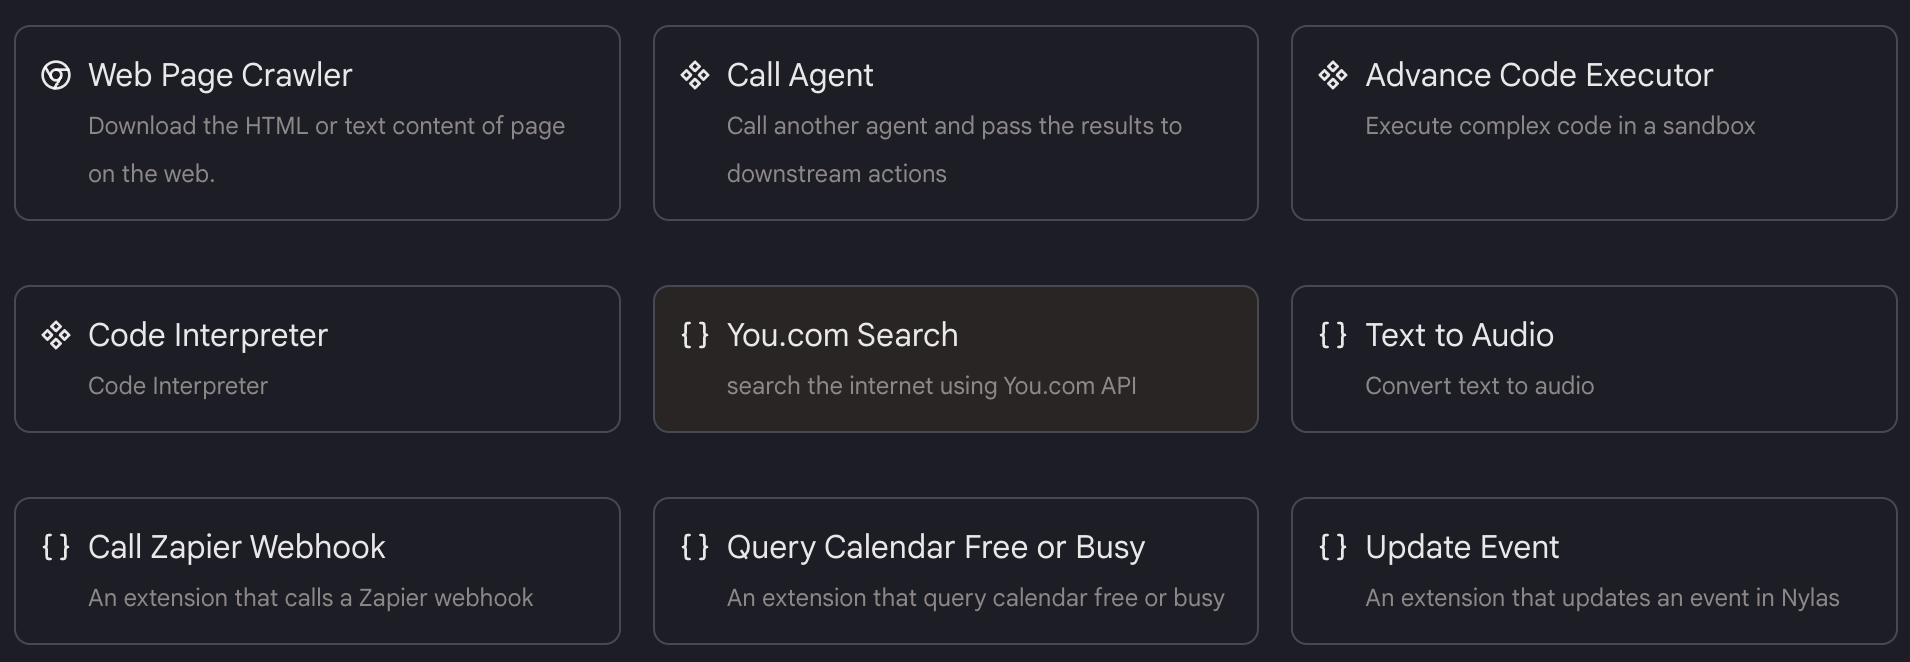 Web Page Crawler
Download the HTML or text content of page
on the web.
Call Agent
Call another agent and pass the results to
downstream actions
Advance Code Executor
Execute complex code in a sandbox
Code Interpreter
Code Interpreter
{ } You.com Search
search the internet using You.com API
{ } Text to Audio
Convert text to audio
{ } Call Zapier Webhook
An extension that calls a Zapier webhook
{ } Query Calendar Free or Busy
An extension that query calendar free or busy
{ } Update Event
An extension that updates an event in Nylas